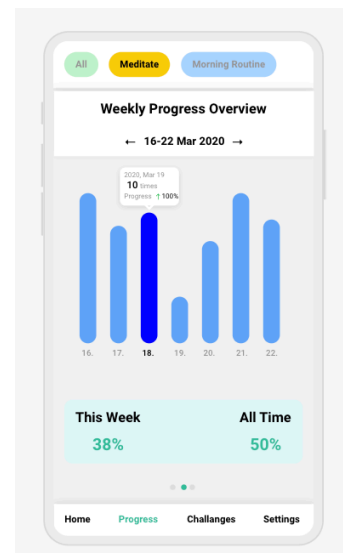 All Meditate Morning Routine
Weekly Progress Overview
← 16-22 Mar 2020 →
2020, Mar 19
10 times
Progress ↑ 100%
16. 17. 18. 19. 20. 21. 22.
This Week All Time
38% 50%
Home Progress Challanges Settings